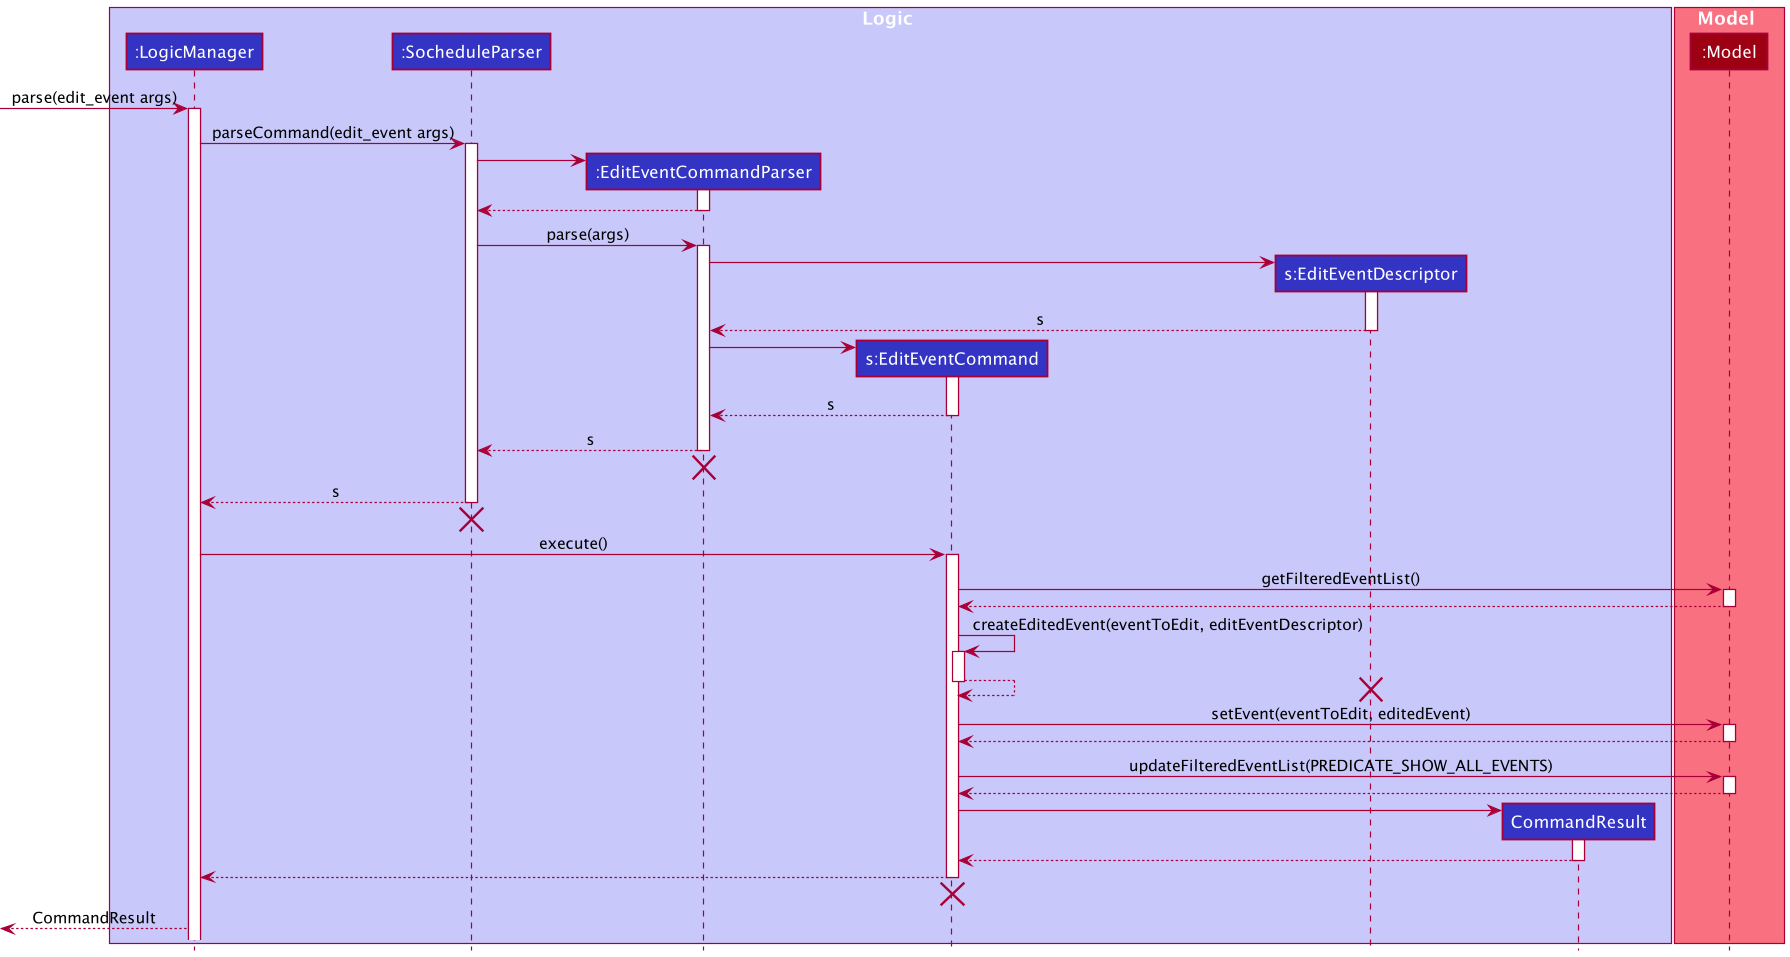 Logic
Model
:LogicManager
:SocheduleParser
:Model
parse(edit_event args)
parseCommand(edit_event args)
:EditEventCommandParser
parse(args)
s:EditEventDescriptor
s
s:EditEventCommand
s
s
s
execute()
getFilteredEventList()
createEditedEvent(eventToEdit, editEventDescriptor)
setEvent(eventToEdit, editedEvent)
updateFilteredEventList(PREDICATE_SHOW_ALL_EVENTS)
CommandResult
CommandResult